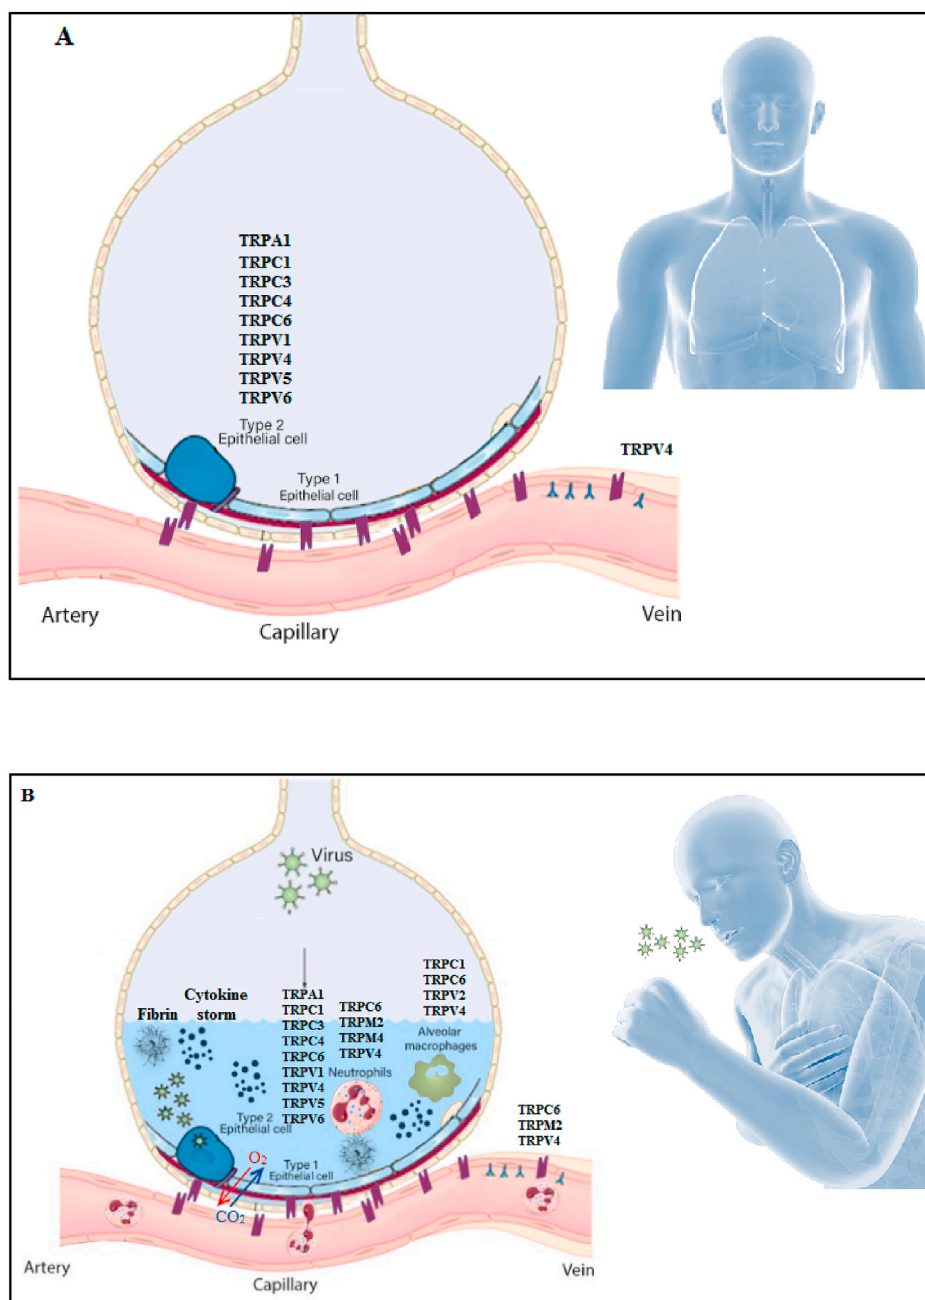 A
TRPA1
TRPC1
TRPC3
TRPC4
TRPC6
TRPV1
TRPV4
TRPV5
TRPV6
Type 2
Epithelial cell
Type 1
Epithelial cell
TRPV4
Artery
Capillary
Vein
B
Virus
Fibrin
Cytokine
storm
TRPA1
TRPC1
TRPC3
TRPC4
TRPC6
TRPV1
TRPV4
TRPV5
TRPV6
TRPC6
TRPM2
TRPM4
TRPV4
Neutrophils
TRPC1
TRPC6
TRPV2
TRPV4
Alveolar
macrophages
Type 2
Epithelial cell
Type 1
Epithelial cell
O₂
CO₂
TRPC6
TRPM2
TRPV4
Artery
Capillary
Vein